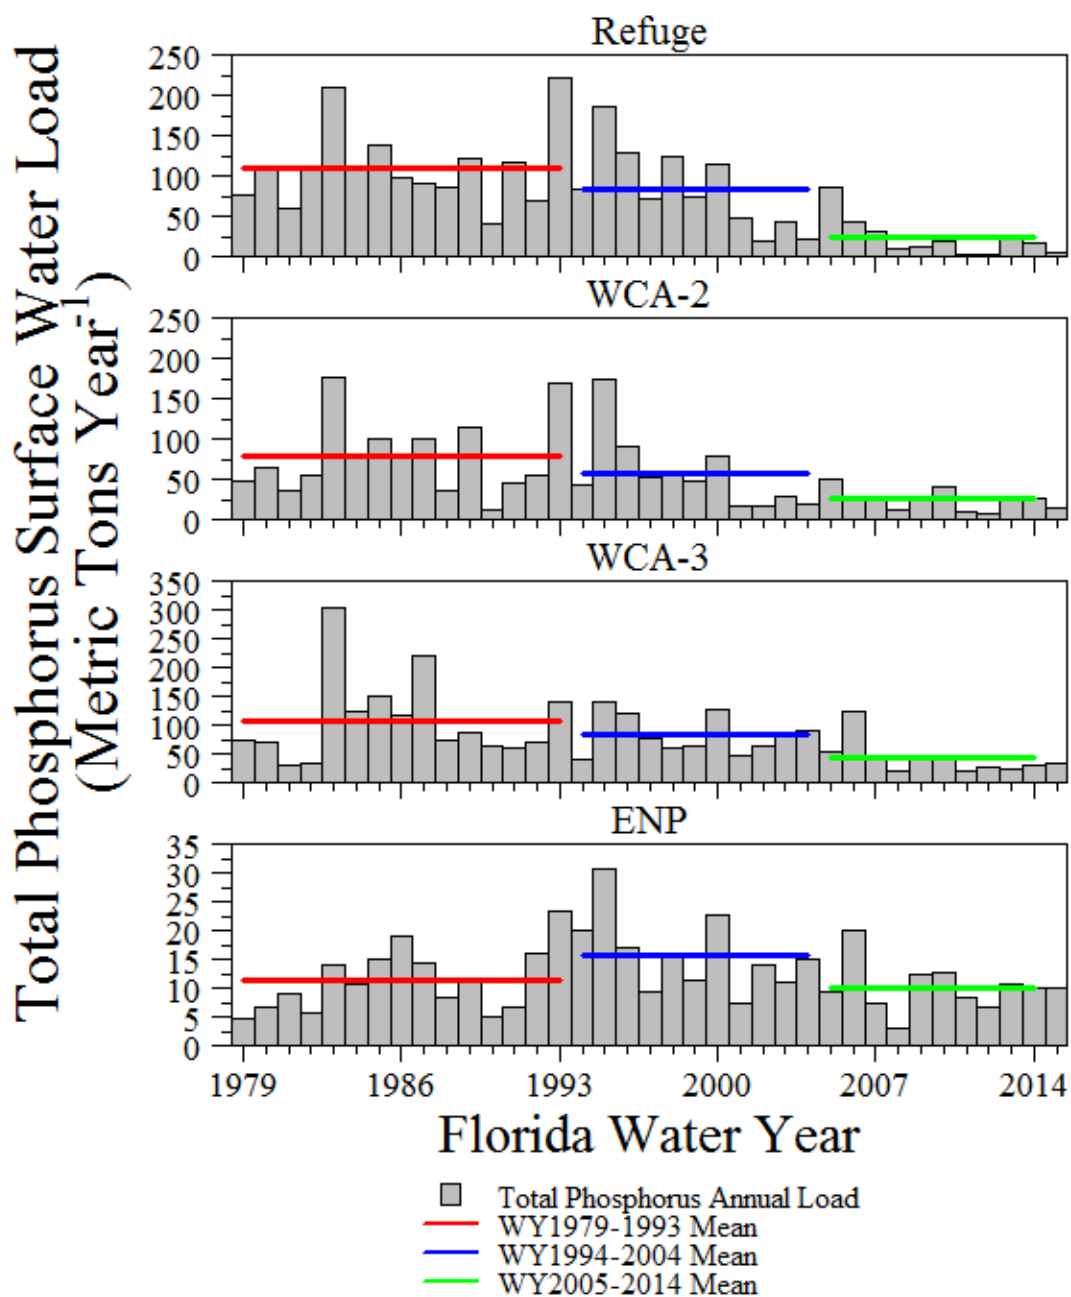 Total Phosphorus Surface Water Load
(Metric Tons Year-1)
Refuge
250
200
150
100
50
0
WCA-2
250
200
150
100
50
0
WCA-3
350
300
250
200
150
100
50
0
ENP
35
30
25
20
15
10
5
0
1979 1986 1993 2000 2007 2014
Florida Water Year
Total Phosphorus Annual Load
WY1979-1993 Mean
WY1994-2004 Mean
WY2005-2014 Mean